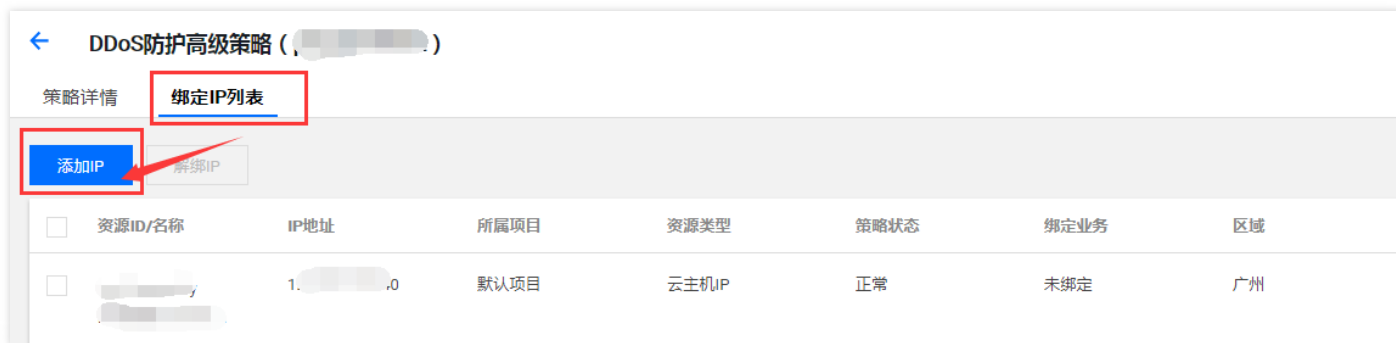 DDoS防护高级策略（
）
策略详情 绑定IP列表
添加IP 解绑IP
资源ID/名称 IP地址 所属项目 资源类型 策略状态 绑定业务 区域
默认项目 云主机IP 正常 未绑定 广州